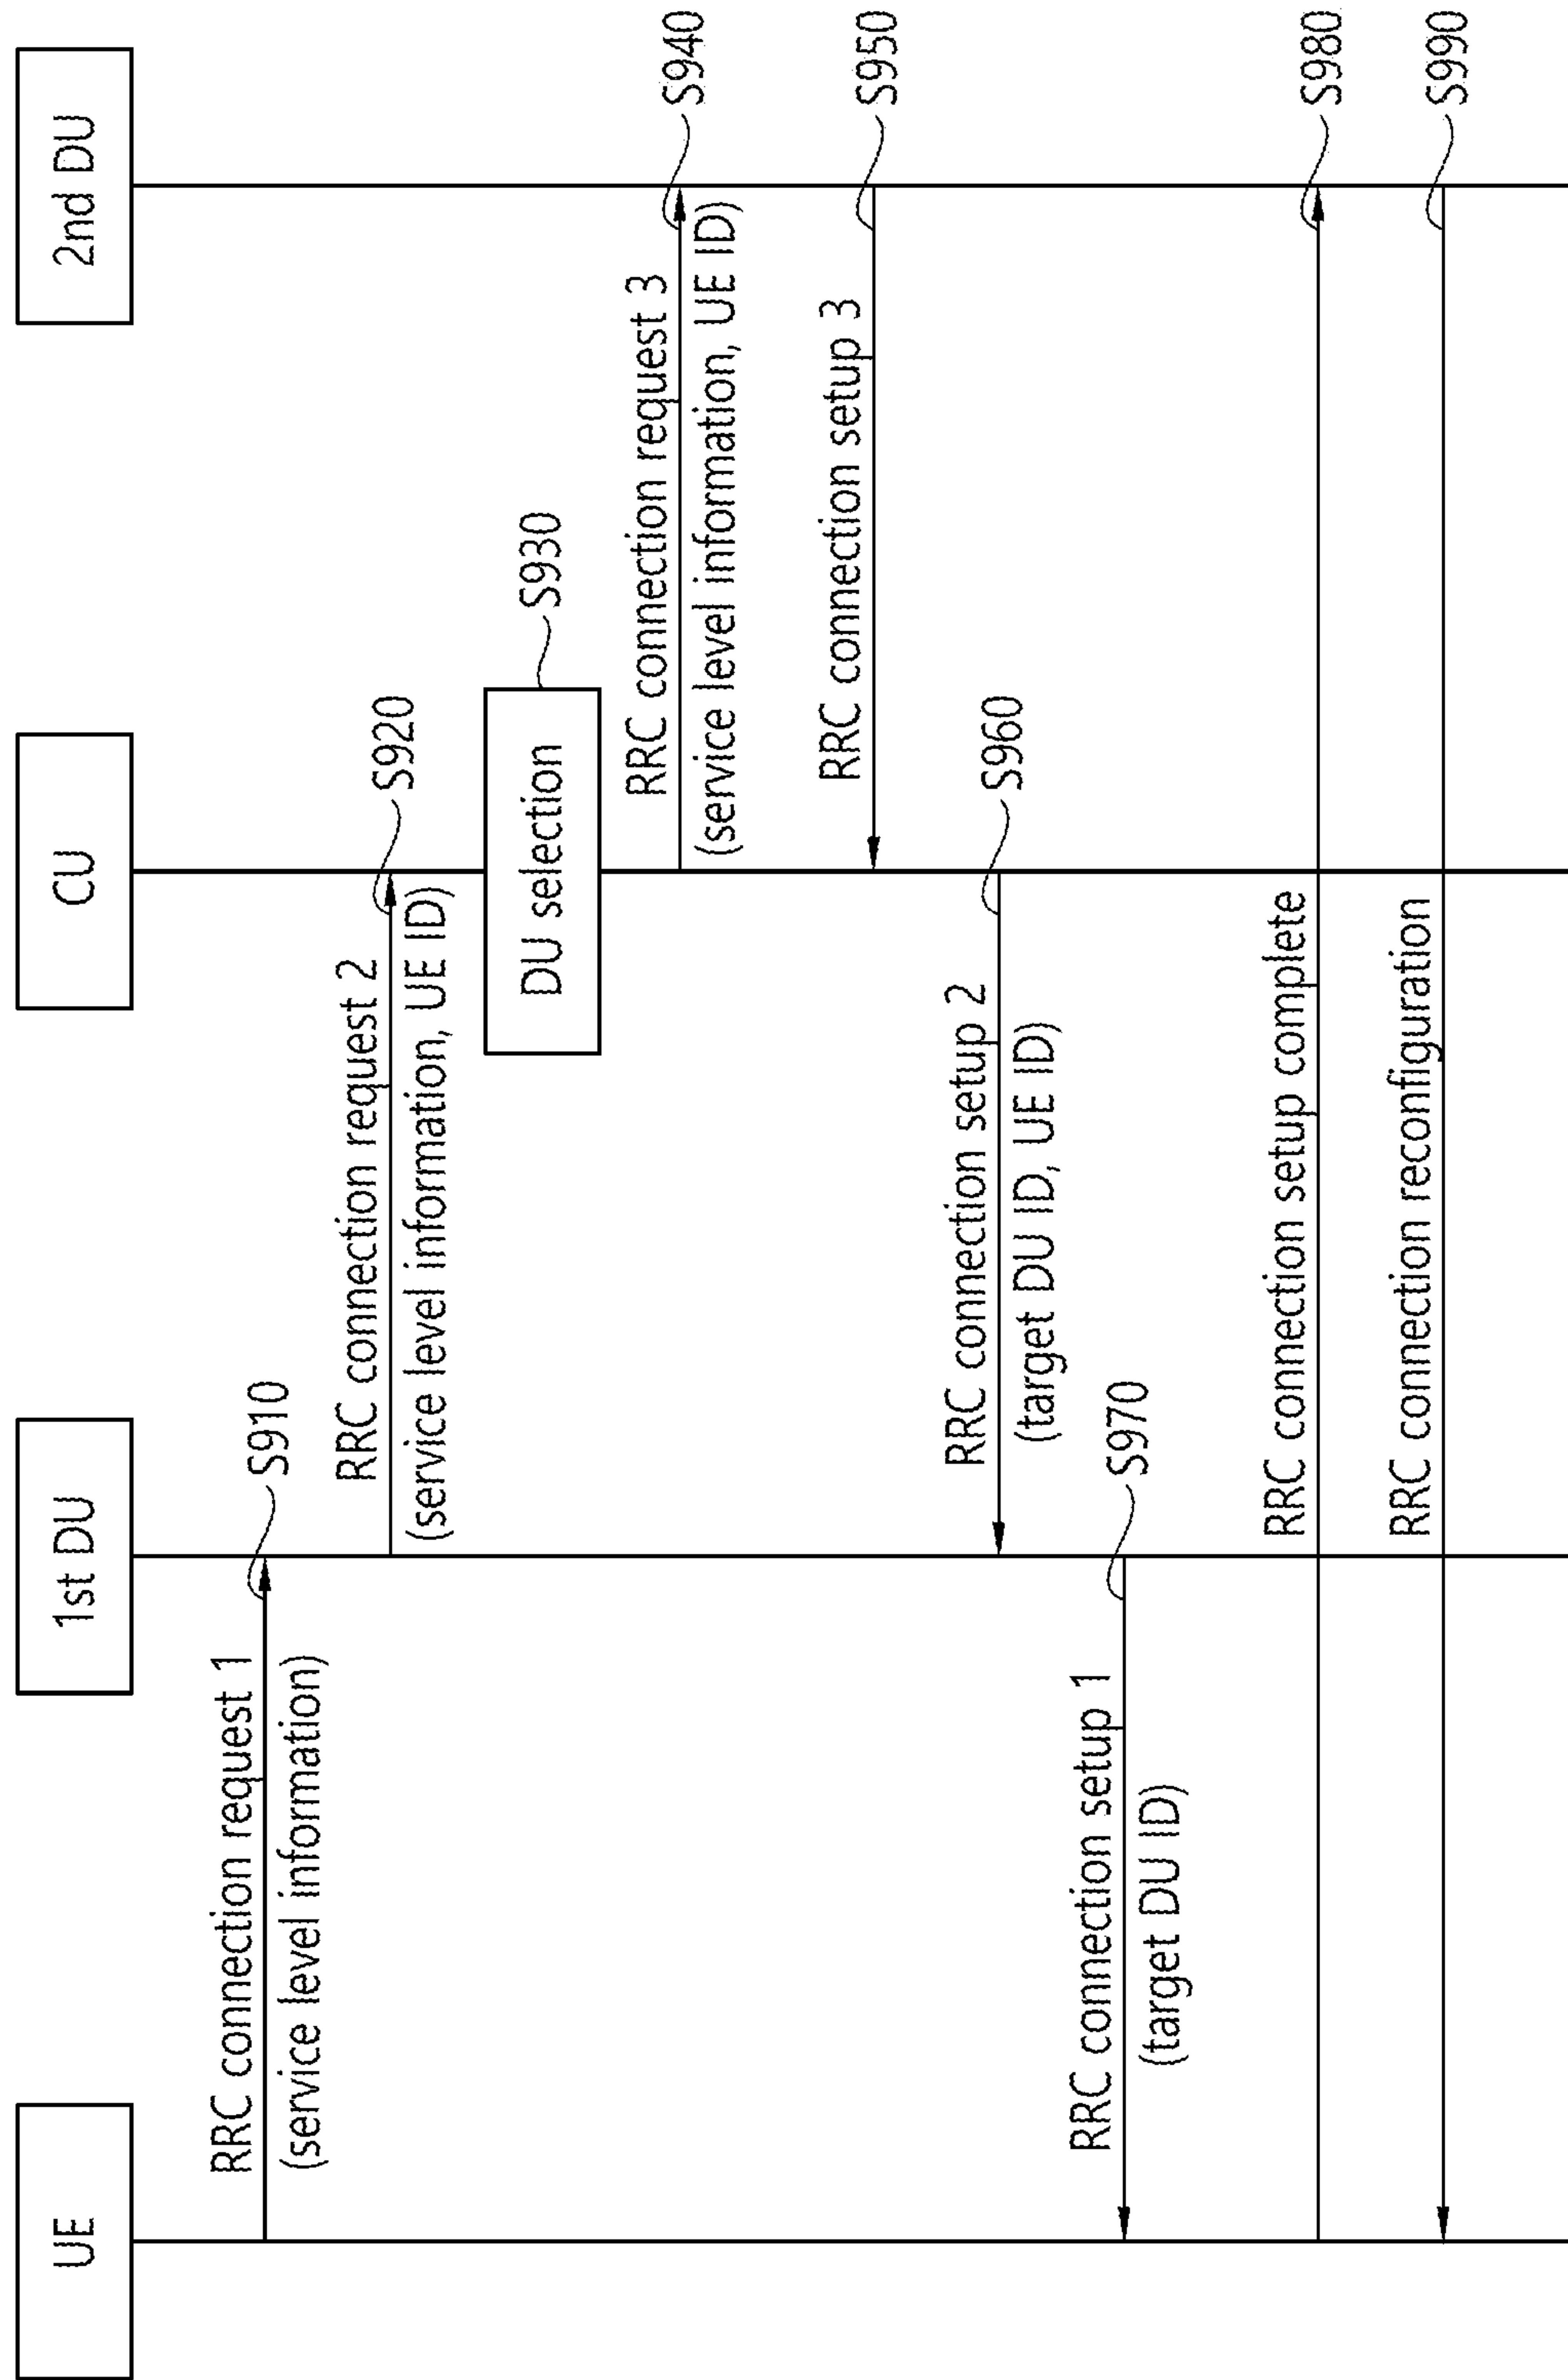 UE
1st DU
CU
2nd DU
RRC connection request 1
(service level information)
S910
RRC connection request 2
(service level information, UE ID)
S920
DU selection
S930
RRC connection request 3
(service level information, UE ID)
S940
RRC connection setup 3
S950
RRC connection setup 2
(target DU ID, UE ID)
S960
RRC connection setup 1
(target DU ID)
S970
RRC connection setup complete
S980
RRC connection reconfiguration
S990